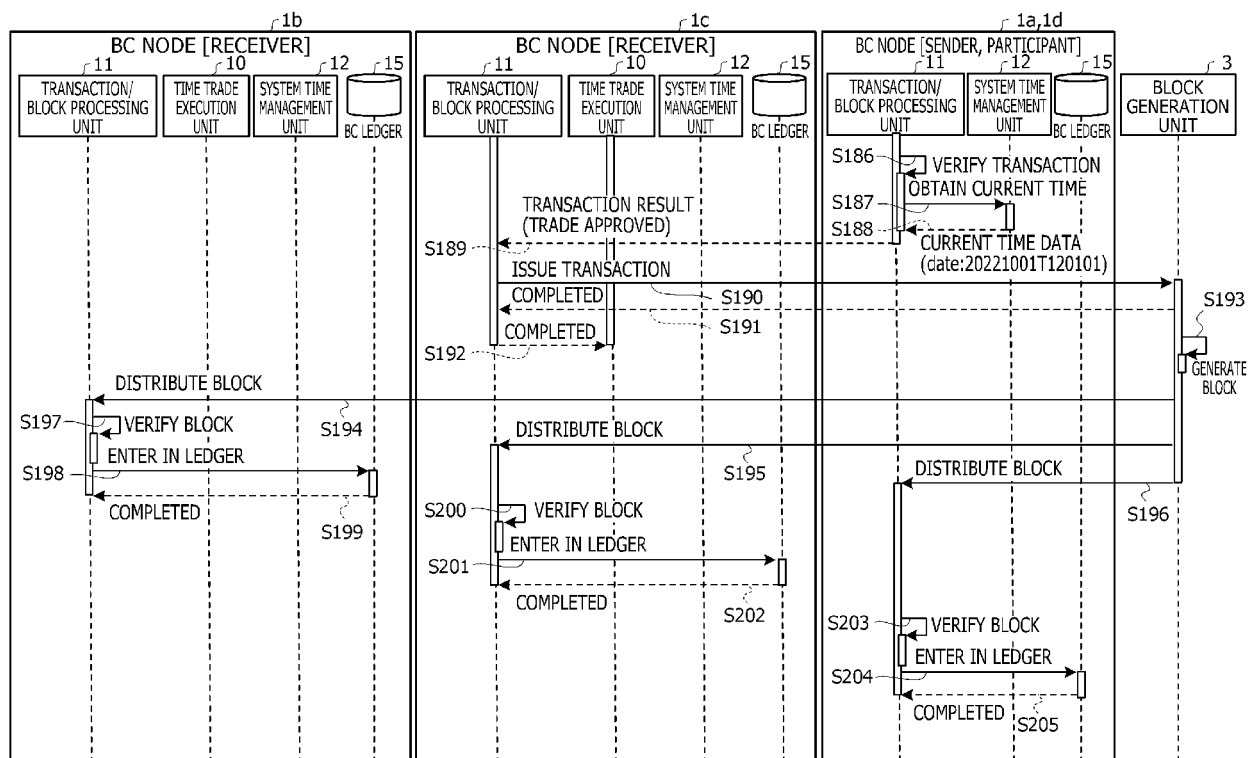 1b
1c
1a,1d
BC NODE [RECEIVER]
BC NODE [RECEIVER]
BC NODE [SENDER, PARTICIPANT]
11
10
12
15
11
10
12
15
11
12
15
3
TRANSACTION/
BLOCK PROCESSING
UNIT
TIME TRADE
EXECUTION
UNIT
SYSTEM TIME
MANAGEMENT
UNIT
BC LEDGER
TRANSACTION/
BLOCK PROCESSING
UNIT
TIME TRADE
EXECUTION
UNIT
SYSTEM TIME
MANAGEMENT
UNIT
BC LEDGER
TRANSACTION/
BLOCK PROCESSING
UNIT
SYSTEM TIME
MANAGEMENT
UNIT
BC LEDGER
BLOCK
GENERATION
UNIT
S186
VERIFY TRANSACTION
OBTAIN CURRENT TIME
S187
S188
CURRENT TIME DATA
(date:20221001T120101)
TRANSACTION RESULT
(TRADE APPROVED)
S189
ISSUE TRANSACTION
S190
COMPLETED
S191
COMPLETED
S192
S193
GENERATE
BLOCK
DISTRIBUTE BLOCK
S194
S197
VERIFY BLOCK
DISTRIBUTE BLOCK
S195
S198
ENTER IN LEDGER
DISTRIBUTE BLOCK
S196
COMPLETED
S199
S200
VERIFY BLOCK
ENTER IN LEDGER
S201
COMPLETED
S202
S203
VERIFY BLOCK
ENTER IN LEDGER
S204
COMPLETED
S205